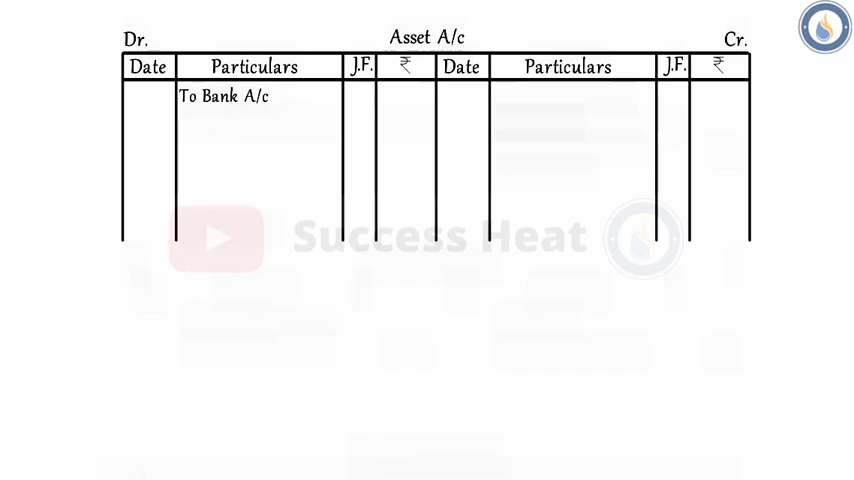 Dr. Asset A/c Cr.
Date Particulars J.F. ₹ Date Particulars J.F. ₹
To Bank A/c
Success Heat